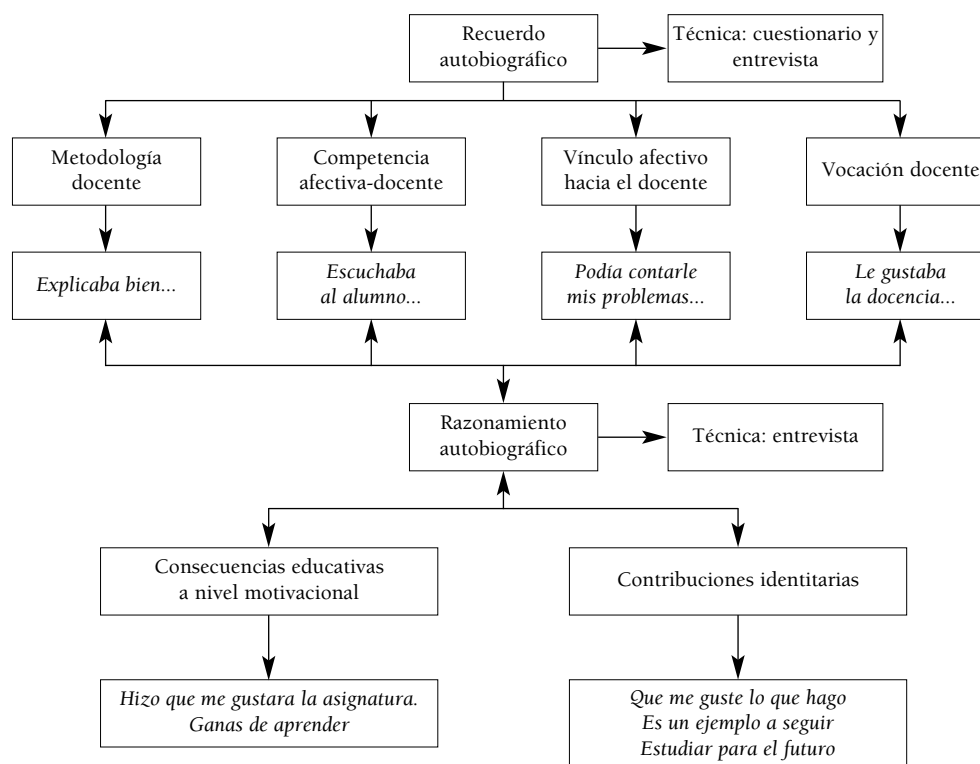 Recuerdo
autobiográfico
Técnica: cuestionario y
entrevista
Metodología
docente
Competencia
afectiva-docente
Vínculo afectivo
hacia el docente
Vocación docente
Explicaba bien...
Escuchaba
al alumno...
Podía contarle
mis problemas...
Le gustaba
la docencia...
Razonamiento
autobiográfico
Técnica: entrevista
Consecuencias educativas
a nivel motivacional
Contribuciones identitarias
Hizo que me gustara la asignatura.
Ganas de aprender
Que me guste lo que hago
Es un ejemplo a seguir
Estudiar para el futuro